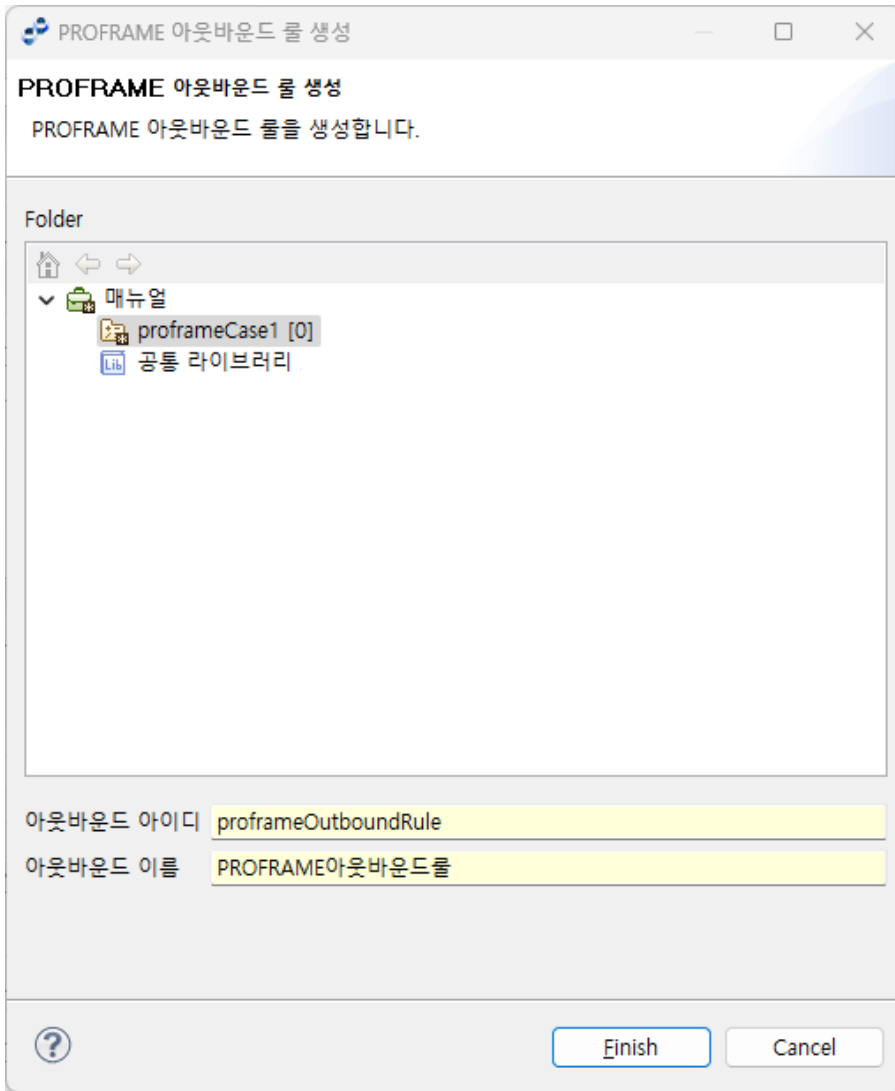 PROFRAME 아웃바운드 룰 생성
PROFRAME 아웃바운드 룰 생성
PROFRAME 아웃바운드 룰을 생성합니다.
Folder
매뉴얼
proframeCase1 [0]
Lib 공통 라이브러리
아웃바운드 아이디 proframeOutboundRule
아웃바운드 이름 PROFRAME아웃바운드룰
? Finish Cancel